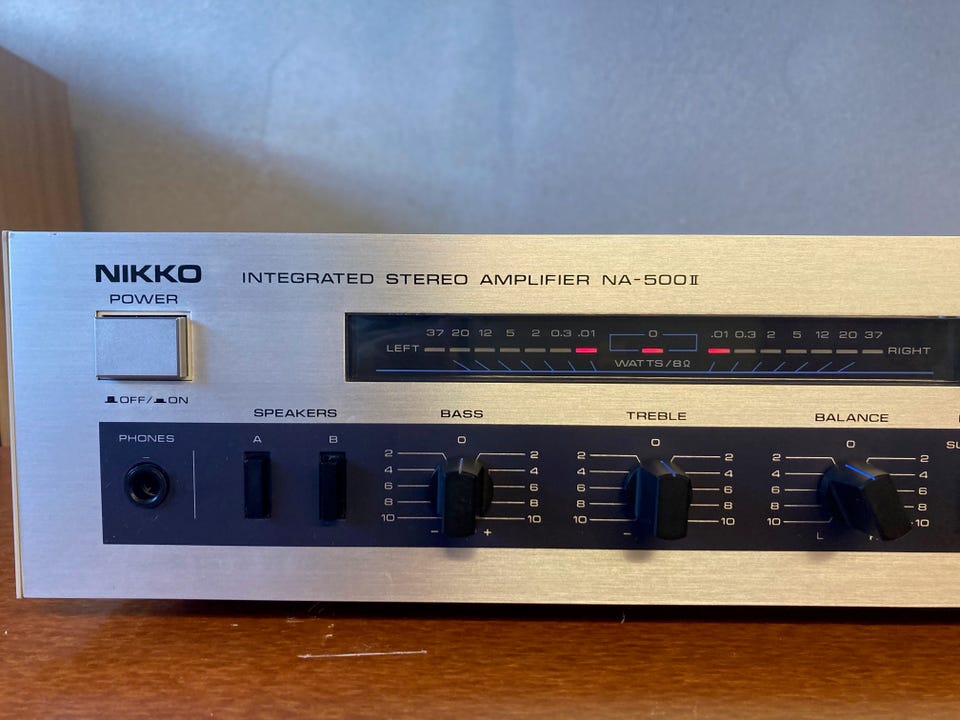 NIKKO INTEGRATED STEREO AMPLIFIER NA-500II
POWER
37 20 12 5 2 0.3 .01 0 .01 0.3 2 5 12 20 37
LEFT RIGHT
WATTS/8Ω
OFF/ ON
SPEAKERS BASS TREBLE BALANCE
PHONES A B 0 0 0
2 2 2 2 2 2
4 4 4 4 4 4
6 6 6 6 6 6
8 8 8 8 8 8
10 10 10 10 10 10
- + - L